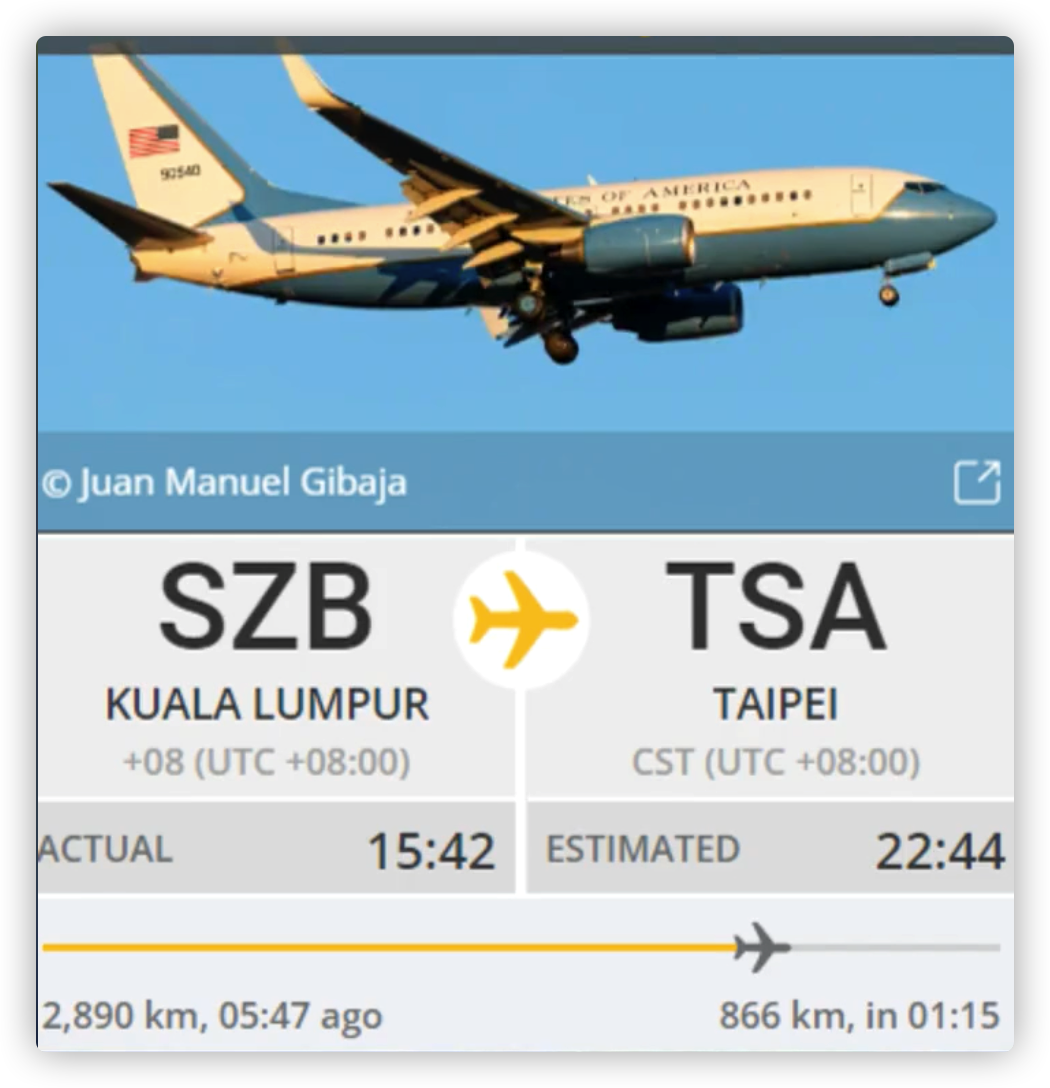 90540
TES OF AMERICA
© Juan Manuel Gibaja
SZB
TSA
KUALA LUMPUR
TAIPEI
+08 (UTC +08:00)
CST (UTC +08:00)
ACTUAL 15:42
ESTIMATED 22:44
2,890 km, 05:47 ago
866 km, in 01:15